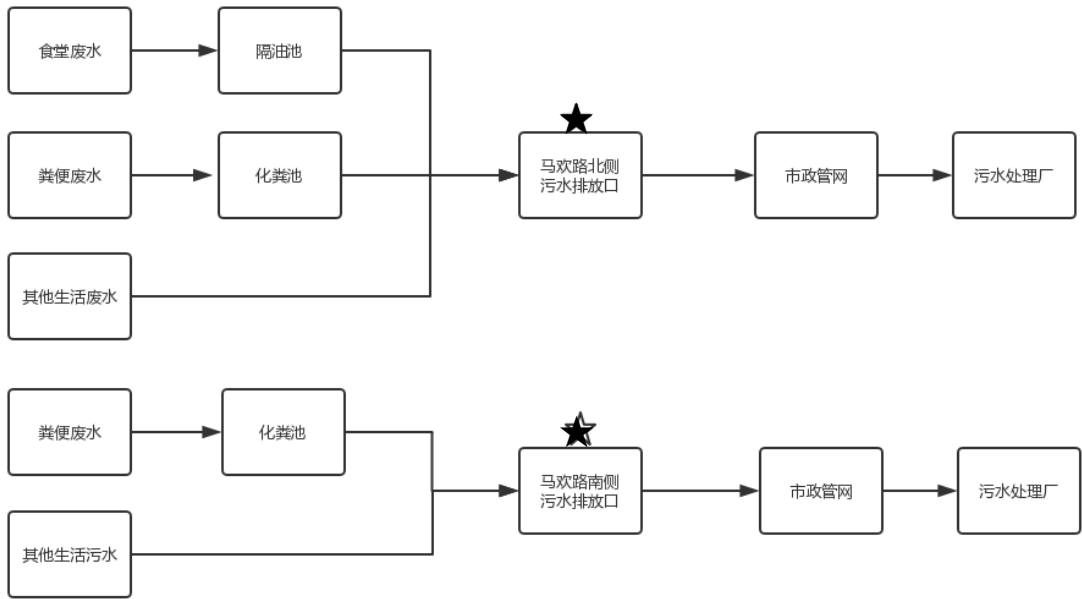 食堂废水
隔油池
粪便废水
化粪池
马欢路北侧
污水排放口
市政管网
污水处理厂
其他生活废水
粪便废水
化粪池
马欢路南侧
污水排放口
市政管网
污水处理厂
其他生活污水